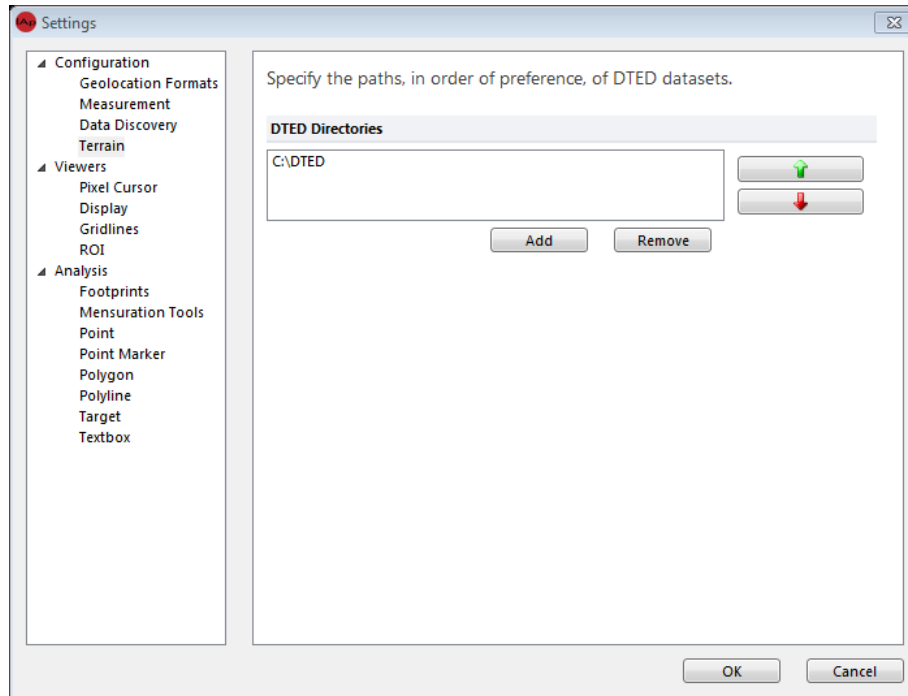 Settings
Configuration
Geolocation Formats
Measurement
Data Discovery
Terrain
Viewers
Pixel Cursor
Display
Gridlines
ROI
Analysis
Footprints
Mensuration Tools
Point
Point Marker
Polygon
Polyline
Target
Textbox
Specify the paths, in order of preference, of DTED datasets.
DTED Directories
C:\DTED
Add Remove
OK Cancel